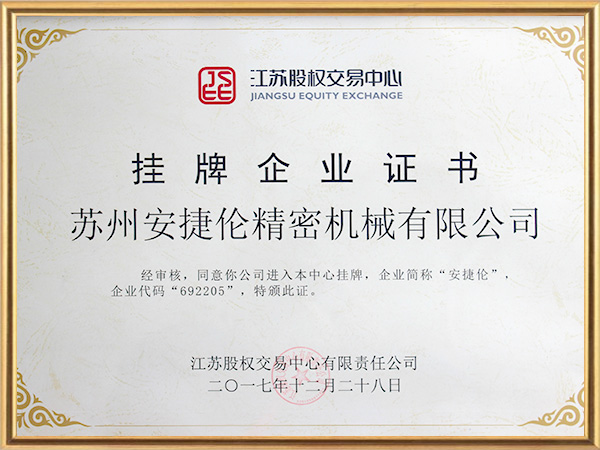 JSEE
江苏股权交易中心
JIANGSU EQUITY EXCHANGE
挂牌企业证书
苏州安捷伦精密机械有限公司
经审核，同意你公司进入本中心挂牌，企业简称“安捷伦”，
企业代码“692205”，特颁此证。
江苏股权交易中心有限责任公司
二〇一七年十二月二十八日